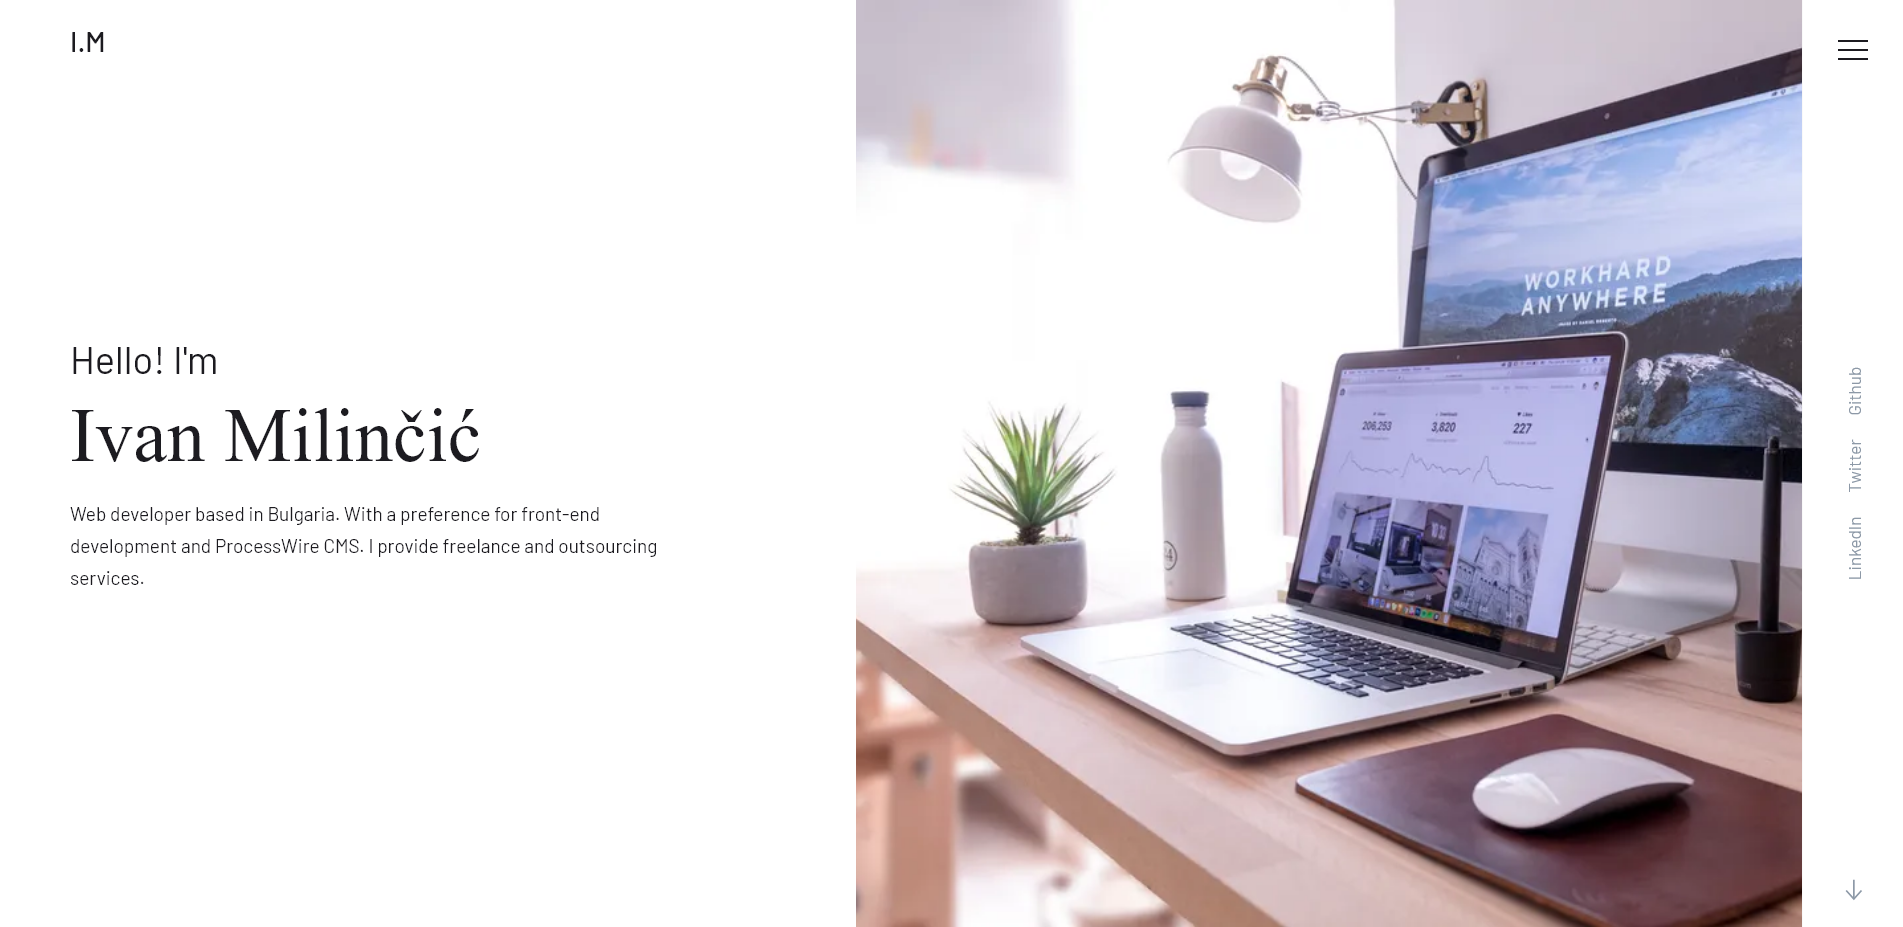 I.M
Hello! I'm
Ivan Milinčić
Web developer based in Bulgaria. With a preference for front-end
development and ProcessWire CMS. I provide freelance and outsourcing
services.
WORKHARD
ANYWHERE
206,253
3,820
227
Github
Twitter
LinkedIn